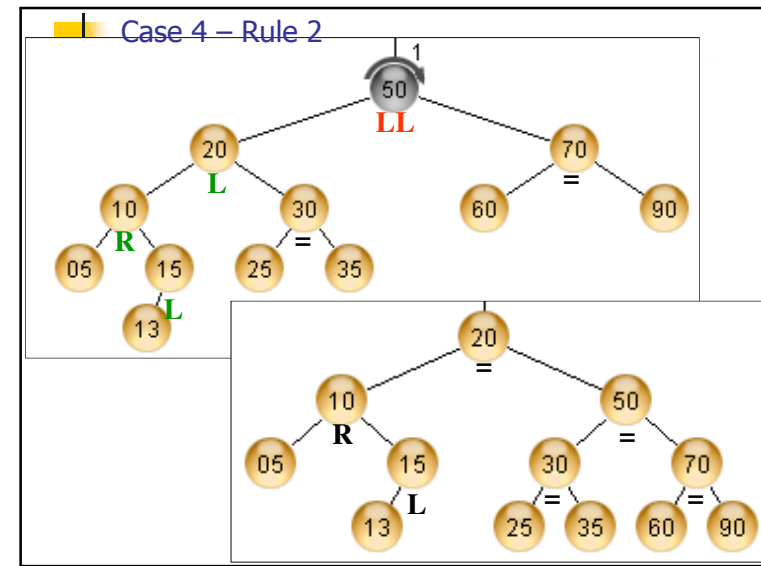 Case 4 – Rule 2
1
50
LL
20 70
L =
10 30 60 90
R =
05 15 25 35
L
13
20
=
10 50
R =
05 15 30 70
L = =
13 25 35 60 90